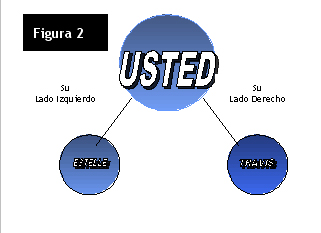 Figura 2
USTED
Su
Lado Izquierdo
Su
Lado Derecho
ESTELLE
TRAVIS